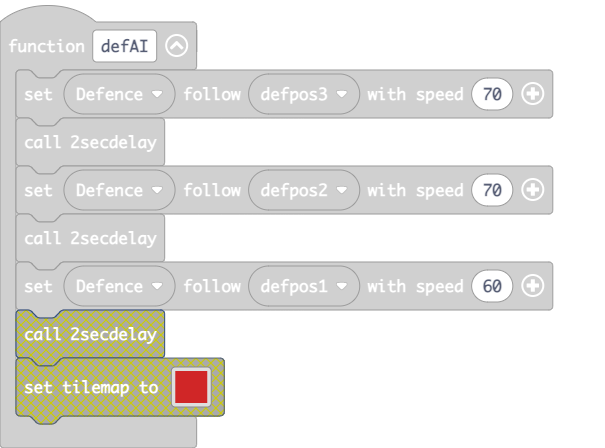 function defAI
set Defence follow defpos3 with speed 70
call 2secdelay
set Defence follow defpos2 with speed 70
call 2secdelay
set Defence follow defpos1 with speed 60
call 2secdelay
set tilemap to